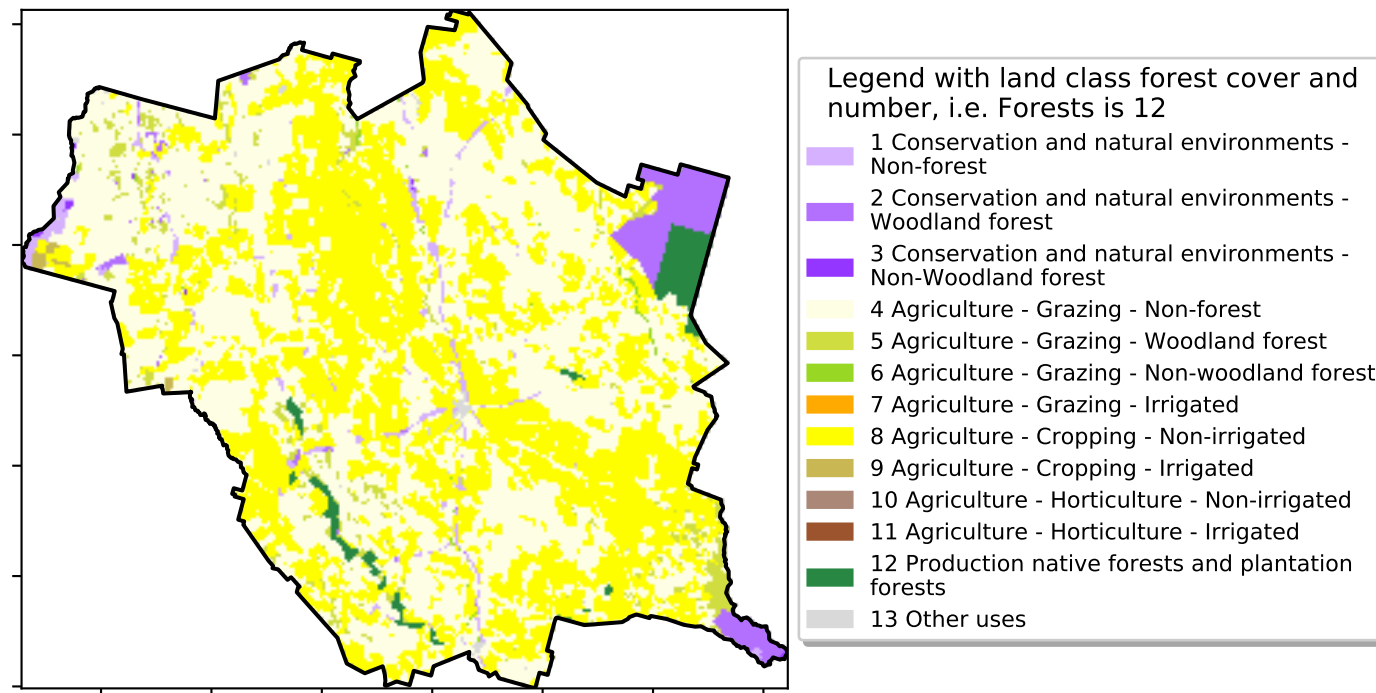 Legend with land class forest cover and
number, i.e. Forests is 12
1 Conservation and natural environments -
Non-forest
2 Conservation and natural environments -
Woodland forest
3 Conservation and natural environments -
Non-Woodland forest
4 Agriculture - Grazing - Non-forest
5 Agriculture - Grazing - Woodland forest
6 Agriculture - Grazing - Non-woodland forest
7 Agriculture - Grazing - Irrigated
8 Agriculture - Cropping - Non-irrigated
9 Agriculture - Cropping - Irrigated
10 Agriculture - Horticulture - Non-irrigated
11 Agriculture - Horticulture - Irrigated
12 Production native forests and plantation
forests
13 Other uses